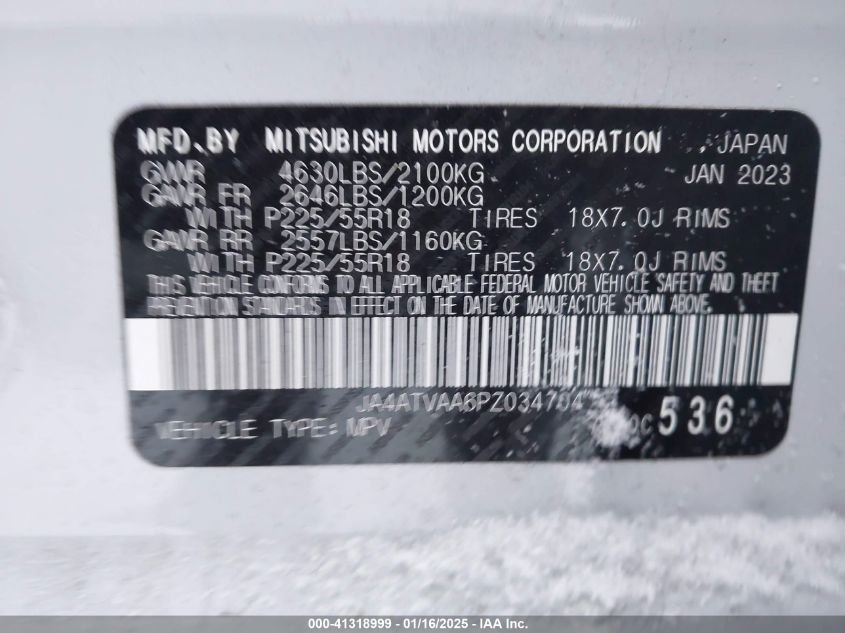 MFD.BY MITSUBISHI MOTORS CORPORATION JAPAN
GVWR 4630LBS/2100KG JAN 2023
GAWR FR 2646LBS/1200KG
WITH P225/55R18 TIRES 18X7.0J RIMS
GAWR RR 2557LBS/1160KG
WITH P225/55R18 TIRES 18X7.0J RIMS
THIS VEHICLE CONFORMS TO ALL APPLICABLE FEDERAL MOTOR VEHICLE SAFETY AND THEFT
PREVENTION STANDARDS IN EFFECT ON THE DATE OF MANUFACTURE SHOWN ABOVE.
JA4ATVAA6PZ034704
VEHICLE TYPE: MPV 536
000-41318999 - 01/16/2025 - IAA Inc.